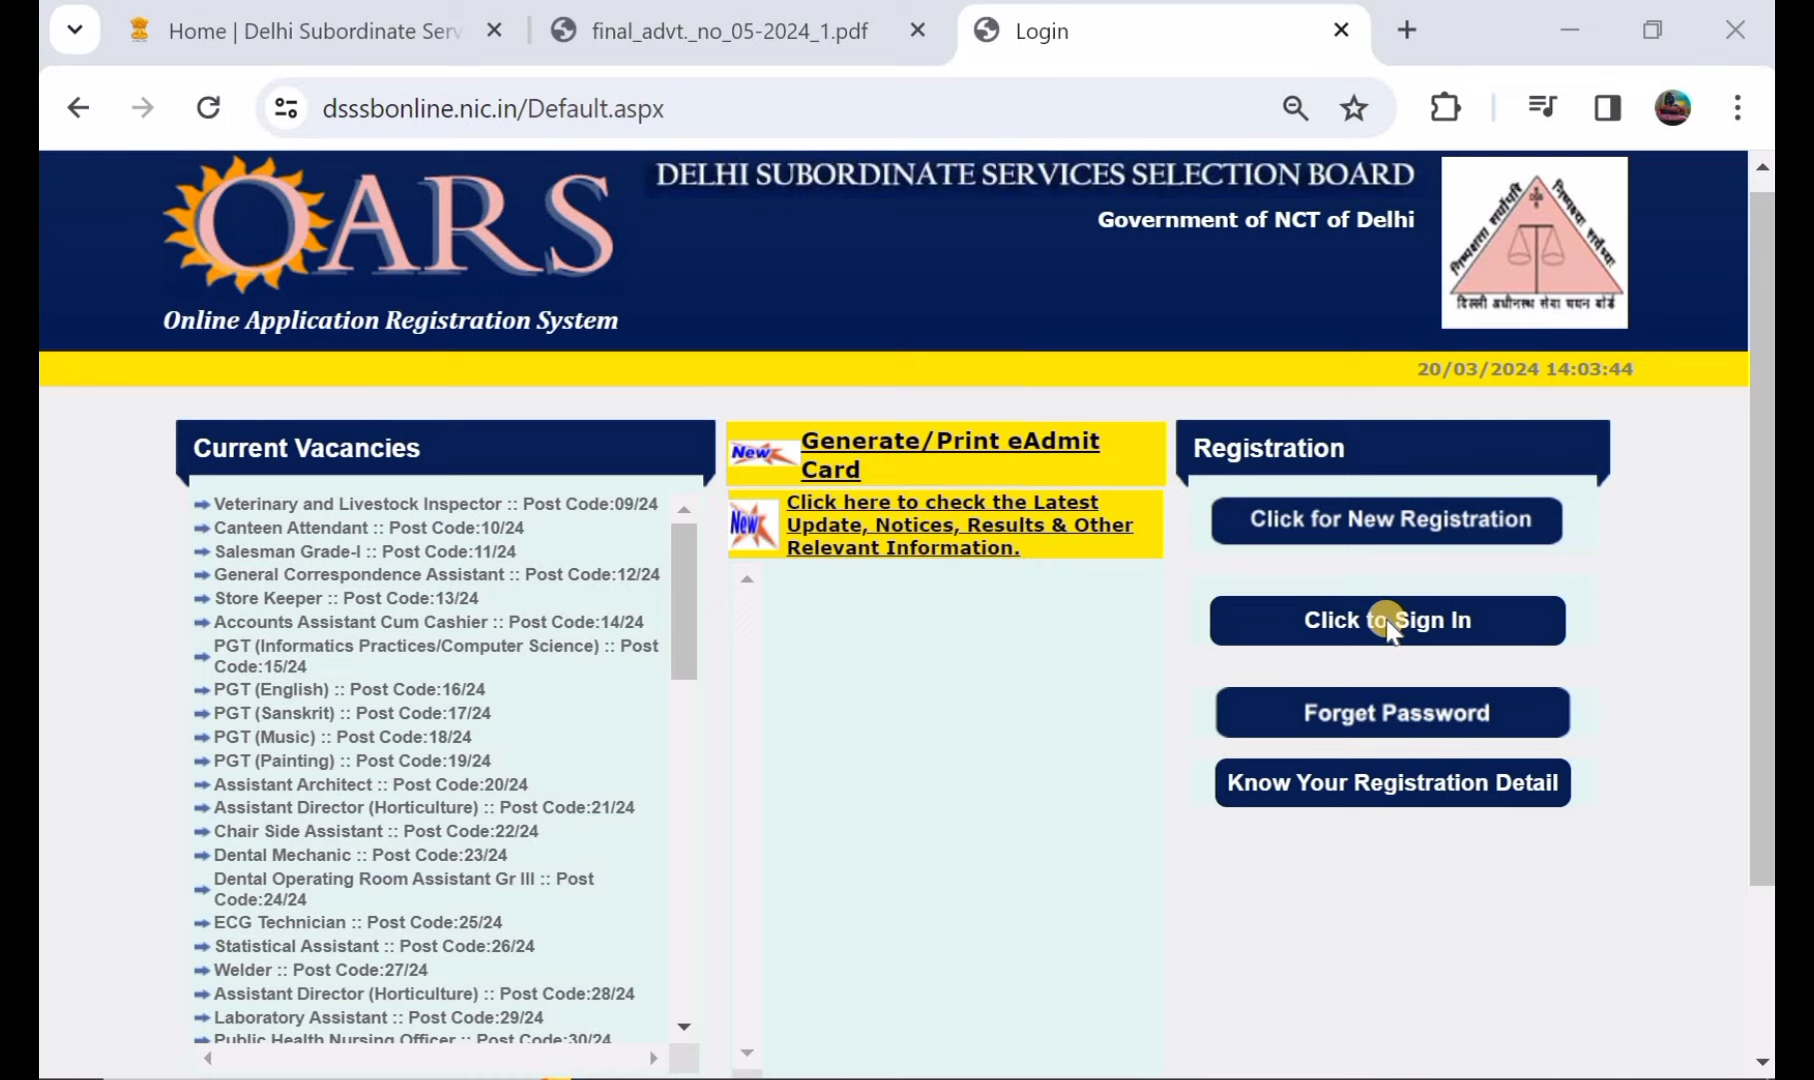 Home | Delhi Subordinate Serv
final_advt._no_05-2024_1.pdf
Login
dsssbonline.nic.in/Default.aspx
OARS
Online Application Registration System
DELHI SUBORDINATE SERVICES SELECTION BOARD
Government of NCT of Delhi
दिल्ली अधीनस्थ सेवा चयन बोर्ड
20/03/2024 14:03:44
Current Vacancies
Veterinary and Livestock Inspector :: Post Code:09/24
Canteen Attendant :: Post Code:10/24
Salesman Grade-I :: Post Code:11/24
General Correspondence Assistant :: Post Code:12/24
Store Keeper :: Post Code:13/24
Accounts Assistant Cum Cashier :: Post Code:14/24
PGT (Informatics Practices/Computer Science) :: Post
Code:15/24
PGT (English) :: Post Code:16/24
PGT (Sanskrit) :: Post Code:17/24
PGT (Music) :: Post Code:18/24
PGT (Painting) :: Post Code:19/24
Assistant Architect :: Post Code:20/24
Assistant Director (Horticulture) :: Post Code:21/24
Chair Side Assistant :: Post Code:22/24
Dental Mechanic :: Post Code:23/24
Dental Operating Room Assistant Gr III :: Post
Code:24/24
ECG Technician :: Post Code:25/24
Statistical Assistant :: Post Code:26/24
Welder :: Post Code:27/24
Assistant Director (Horticulture) :: Post Code:28/24
Laboratory Assistant :: Post Code:29/24
Public Health Nursing Officer :: Post Code:30/24
New
Generate/Print eAdmit
Card
New
Click here to check the Latest
Update, Notices, Results & Other
Relevant Information.
Registration
Click for New Registration
Click to Sign In
Forget Password
Know Your Registration Detail